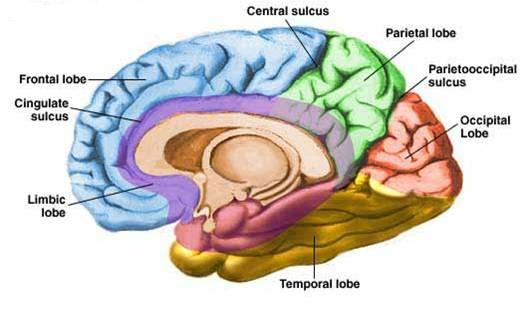 Central sulcus
Parietal lobe
Frontal lobe
Parietooccipital
sulcus
Cingulate
sulcus
Occipital
Lobe
Limbic
lobe
Temporal lobe